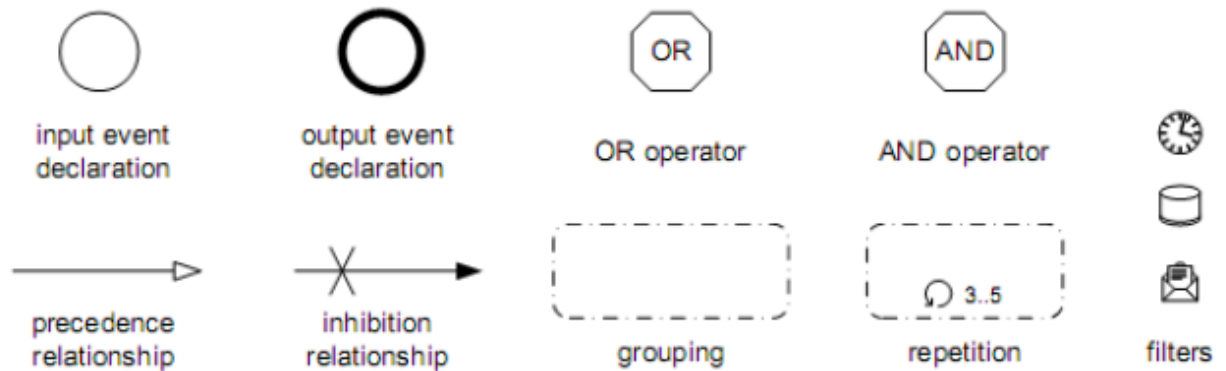 OR
AND
input event
declaration
output event
declaration
OR operator
AND operator
3..5
precedence
relationship
inhibition
relationship
grouping
repetition
filters